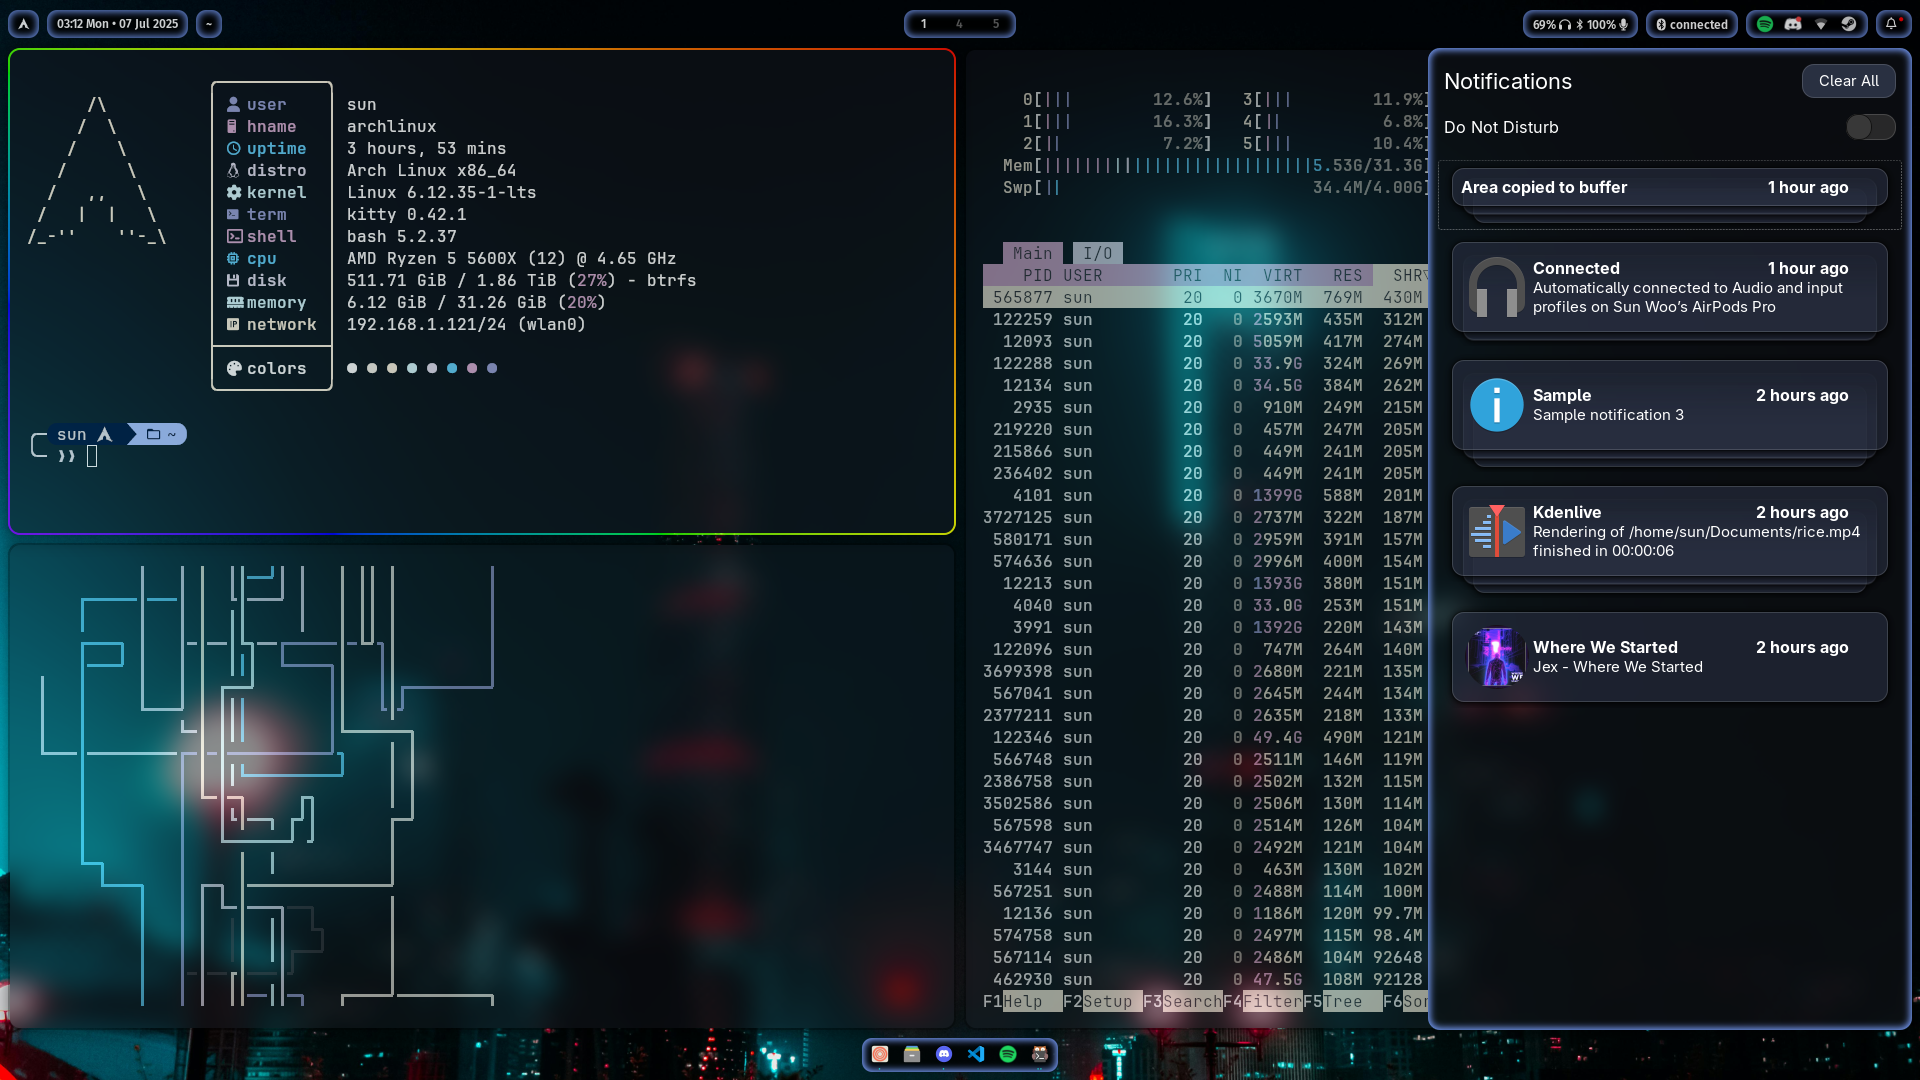 03:12 Mon • 07 Jul 2025
~
1 4 5
69% 100%
connected
user sun
hname archlinux
uptime 3 hours, 53 mins
distro Arch Linux x86_64
kernel Linux 6.12.35-1-lts
term kitty 0.42.1
shell bash 5.2.37
cpu AMD Ryzen 5 5600X (12) @ 4.65 GHz
disk 511.71 GiB / 1.86 TiB (27%) - btrfs
memory 6.12 GiB / 31.26 GiB (20%)
network 192.168.1.121/24 (wlan0)
colors
sun ~
0[||| 12.6%] 3[||| 11.9%]
1[||| 16.3%] 4[|| 6.8%]
2[|| 7.2%] 5[||| 10.4%]
Mem[|||||||||||||||||||||||||||5.53G/31.3G]
Swp[|| 34.4M/4.00G]
Main I/O
PID USER PRI NI VIRT RES SHR▽
565877 sun 20 0 3670M 769M 430M
122259 sun 20 0 2593M 435M 312M
12093 sun 20 0 5059M 417M 274M
122288 sun 20 0 33.9G 324M 269M
12134 sun 20 0 34.5G 384M 262M
2935 sun 20 0 910M 249M 215M
219220 sun 20 0 457M 247M 205M
215866 sun 20 0 449M 241M 205M
236402 sun 20 0 449M 241M 205M
4101 sun 20 0 1399G 588M 201M
3727125 sun 20 0 2737M 322M 187M
580171 sun 20 0 2959M 391M 157M
574636 sun 20 0 2996M 400M 154M
12213 sun 20 0 1393G 380M 151M
4040 sun 20 0 33.0G 253M 151M
3991 sun 20 0 1392G 220M 143M
122096 sun 20 0 747M 264M 140M
3699398 sun 20 0 2680M 221M 135M
567041 sun 20 0 2645M 244M 134M
2377211 sun 20 0 2635M 218M 133M
122346 sun 20 0 49.4G 490M 121M
566748 sun 20 0 2511M 146M 119M
2386758 sun 20 0 2502M 132M 115M
3502586 sun 20 0 2506M 130M 114M
567598 sun 20 0 2514M 126M 104M
3467747 sun 20 0 2492M 121M 104M
3144 sun 20 0 463M 130M 102M
567251 sun 20 0 2488M 114M 100M
12136 sun 20 0 1186M 120M 99.7M
574758 sun 20 0 2497M 115M 98.4M
567114 sun 20 0 2486M 104M 92648
462930 sun 20 0 47.5G 108M 92128
F1Help F2Setup F3SearchF4FilterF5Tree F6Sor
Notifications
Clear All
Do Not Disturb
Area copied to buffer 1 hour ago
Connected 1 hour ago
Automatically connected to Audio and input
profiles on Sun Woo’s AirPods Pro
Sample 2 hours ago
Sample notification 3
Kdenlive 2 hours ago
Rendering of /home/sun/Documents/rice.mp4
finished in 00:00:06
Where We Started 2 hours ago
Jex - Where We Started